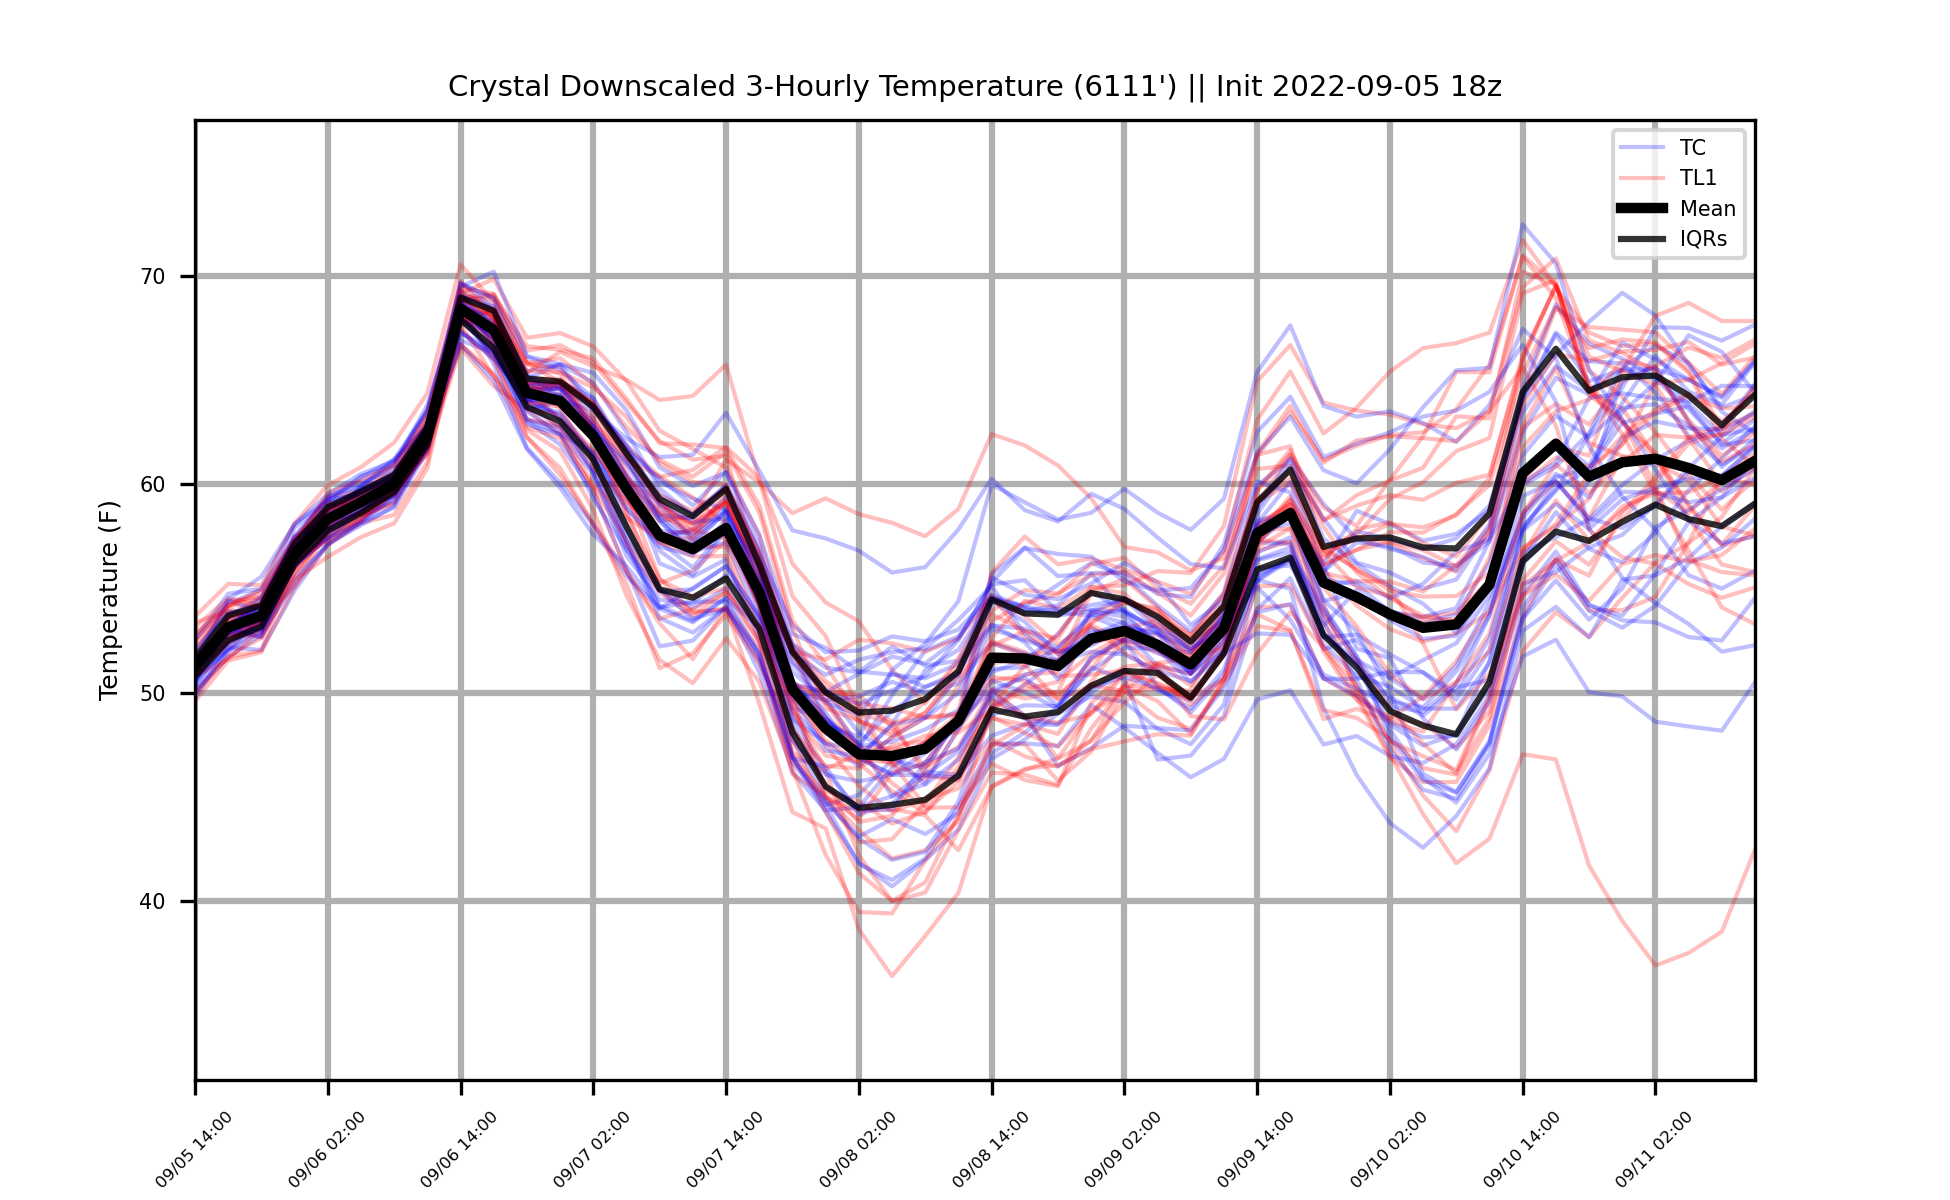 Crystal Downscaled 3-Hourly Temperature (6111') || Init 2022-09-05 18z
TC
TL1
Mean
IQRs
Temperature (F)
70
60
50
40
09/05 14:00
09/06 02:00
09/06 14:00
09/07 02:00
09/07 14:00
09/08 02:00
09/08 14:00
09/09 02:00
09/09 14:00
09/10 02:00
09/10 14:00
09/11 02:00